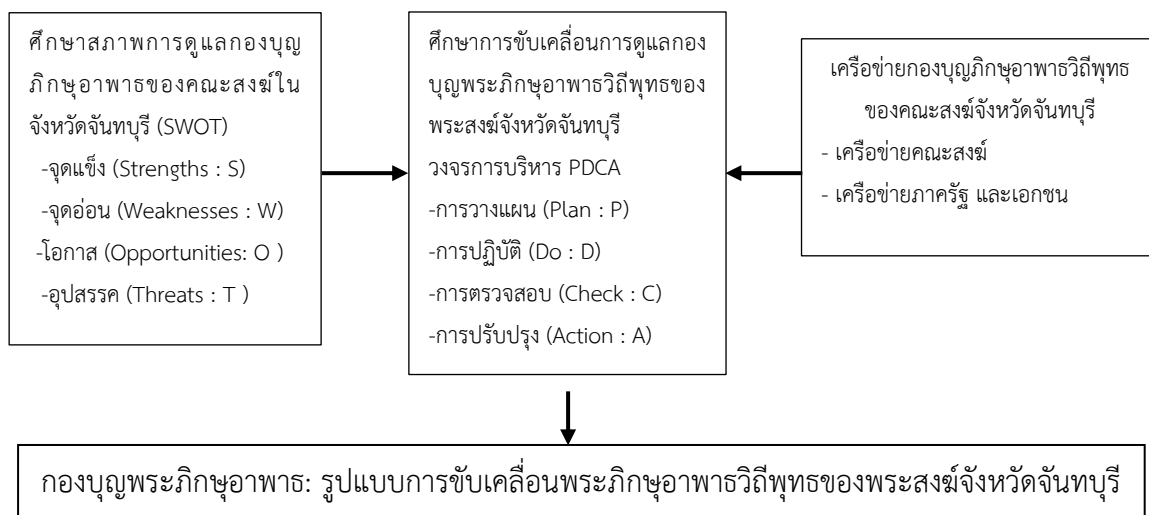 ศึกษาสภาพการดูแลกองบุญ
ภิกษุอาพาธของคณะสงฆ์ใน
จังหวัดจันทบุรี (SWOT)
-จุดแข็ง (Strengths : S)
-จุดอ่อน (Weaknesses : W)
-โอกาส (Opportunities: O )
-อุปสรรค (Threats : T )
ศึกษาการขับเคลื่อนการดูแลกอง
บุญพระภิกษุอาพาธวิถีพุทธของ
พระสงฆ์จังหวัดจันทบุรี
วงจรการบริหาร PDCA
-การวางแผน (Plan : P)
-การปฏิบัติ (Do : D)
-การตรวจสอบ (Check : C)
-การปรับปรุง (Action : A)
เครือข่ายกองบุญภิกษุอาพาธวิถีพุทธ
ของคณะสงฆ์จังหวัดจันทบุรี
- เครือข่ายคณะสงฆ์
- เครือข่ายภาครัฐ และเอกชน
กองบุญพระภิกษุอาพาธ: รูปแบบการขับเคลื่อนพระภิกษุอาพาธวิถีพุทธของพระสงฆ์จังหวัดจันทบุรี